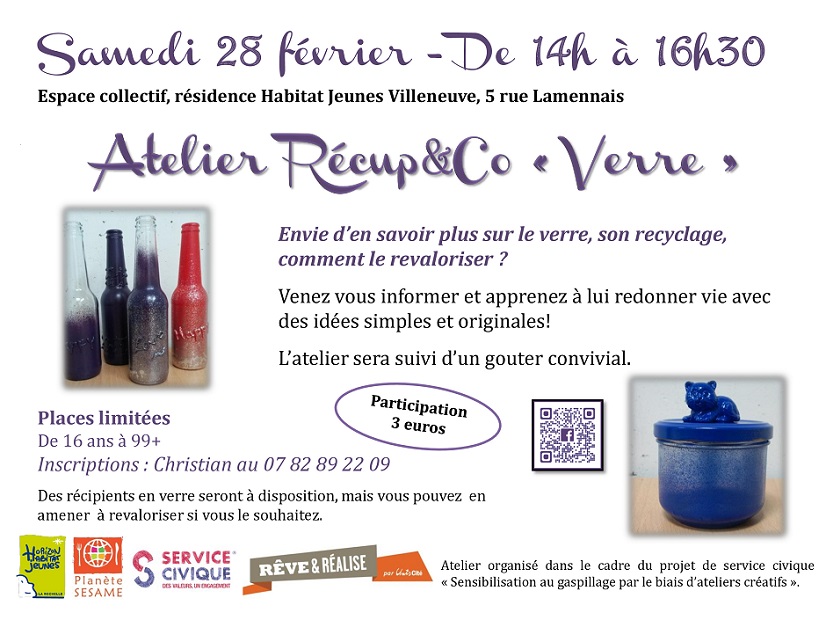 Samedi 28 février - De 14h à 16h30
Espace collectif, résidence Habitat Jeunes Villeneuve, 5 rue Lamennais
Atelier Récup&Co « Verre »
Envie d'en savoir plus sur le verre, son recyclage,
comment le revaloriser ?
Venez vous informer et apprenez à lui redonner vie avec
des idées simples et originales!
L'atelier sera suivi d'un gouter convivial.
Participation
3 euros
Places limitées
De 16 ans à 99+
Inscriptions : Christian au 07 82 89 22 09
Des récipients en verre seront à disposition, mais vous pouvez en
amener à revaloriser si vous le souhaitez.
Horizon
Habitat
Jeunes
LA ROCHELLE
Planète
SESAME
SERVICE
CIVIQUE
DES VALEURS, UN ENGAGEMENT
RÊVE & RÉALISE
par UnisCité
Atelier organisé dans le cadre du projet de service civique
« Sensibilisation au gaspillage par le biais d'ateliers créatifs ».